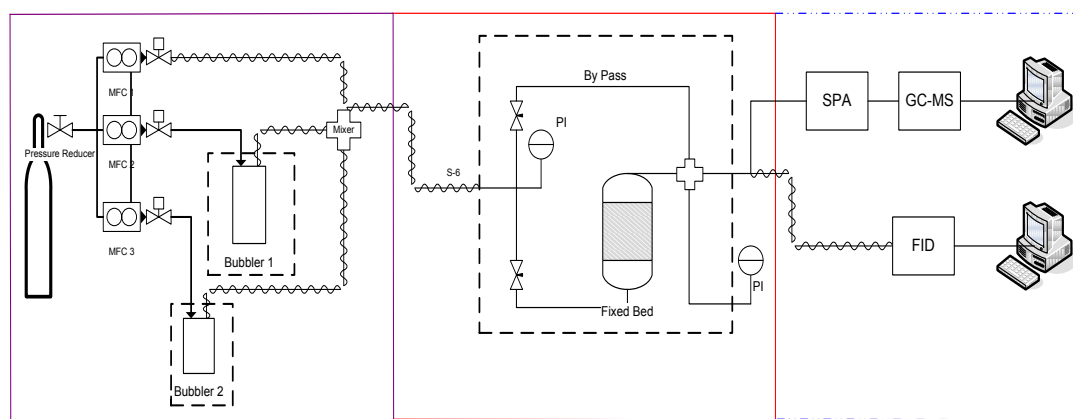 MFC 1
Pressure Reducer
MFC 2
MFC 3
Bubbler 1
Bubbler 2
Mixer
S-6
By Pass
PI
Fixed Bed
PI
SPA
GC-MS
FID